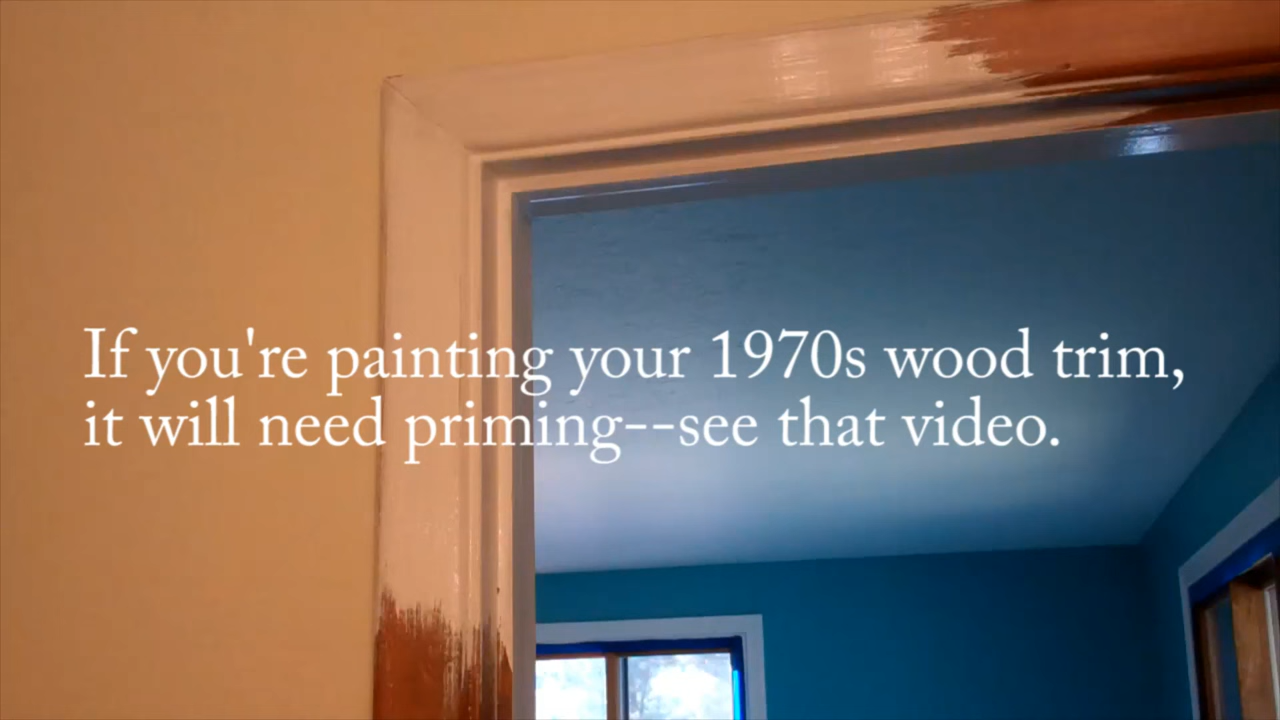 If you're painting your 1970s wood trim,
it will need priming--see that video.